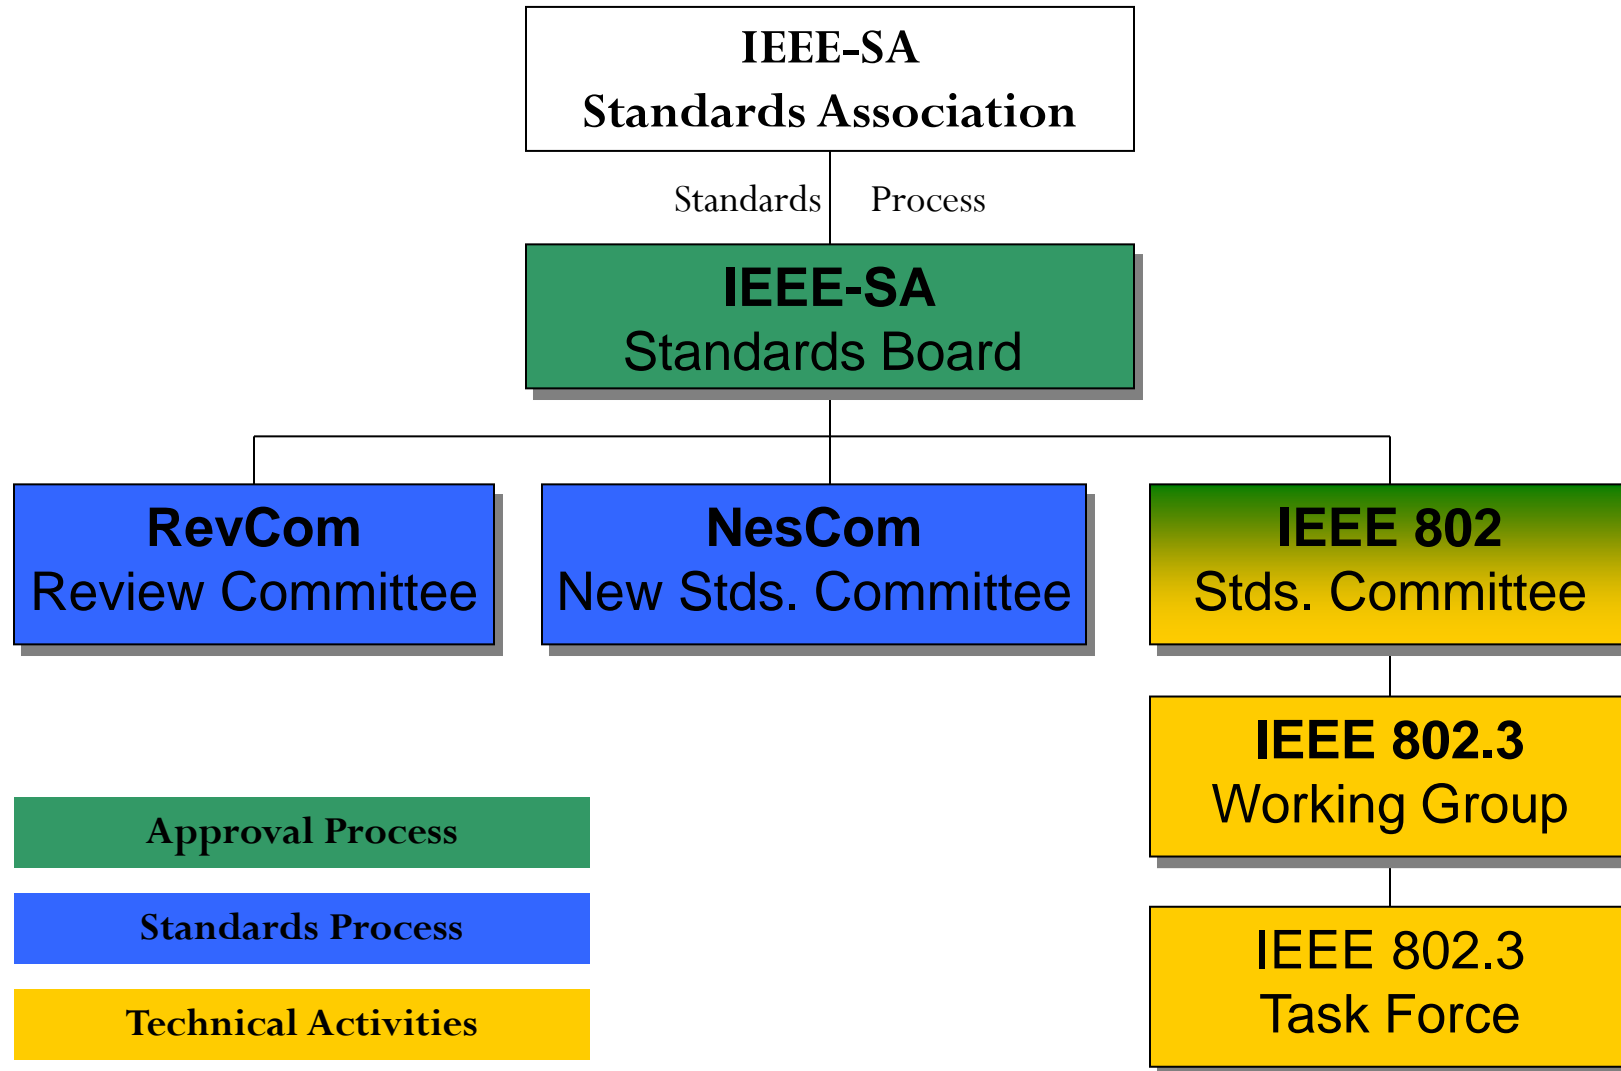 IEEE-SA
Standards Association
Standards Process
IEEE-SA
Standards Board
RevCom
Review Committee
NesCom
New Stds. Committee
IEEE 802
Stds. Committee
IEEE 802.3
Working Group
IEEE 802.3
Task Force
Approval Process
Standards Process
Technical Activities